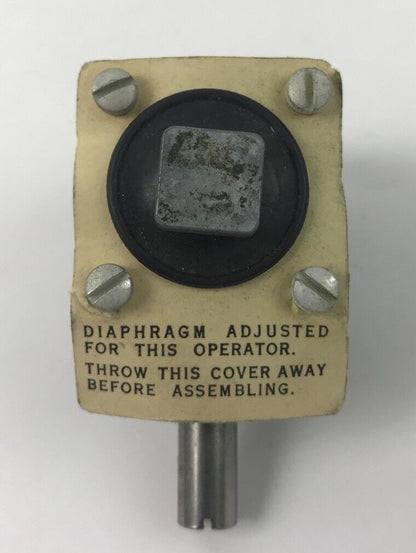 DIAPHRAGM ADJUSTED
FOR THIS OPERATOR.
THROW THIS COVER AWAY
BEFORE ASSEMBLING.